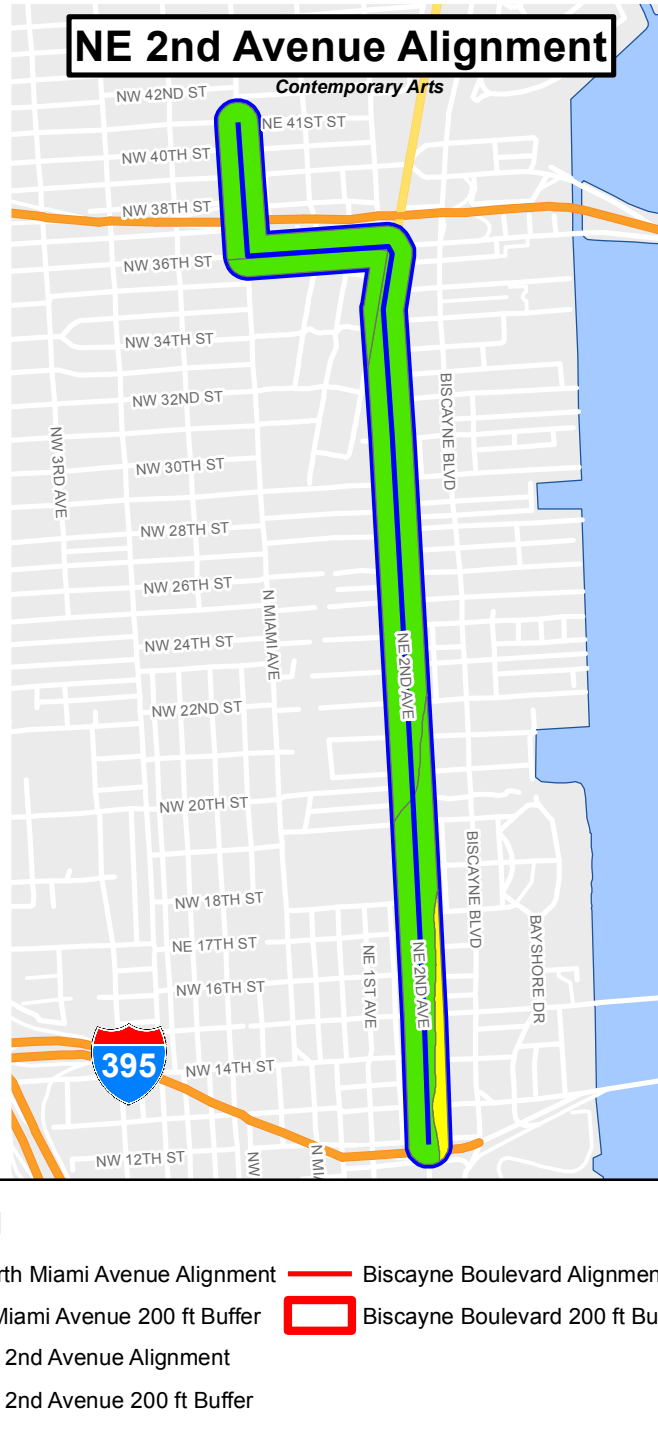 NE 2nd Avenue Alignment
Contemporary Arts
NW 42ND ST
NE 41ST ST
NW 40TH ST
NW 38TH ST
NW 36TH ST
NW 34TH ST
NW 32ND ST
BISCAYNE BLVD
NW 3RD AVE
NW 30TH ST
NW 28TH ST
NW 26TH ST
N MIAMI AVE
NW 24TH ST
NE 2ND AVE
NW 22ND ST
NW 20TH ST
BISCAYNE BLVD
NW 18TH ST
BAYSHORE DR
NE 17TH ST
NE 1ST AVE
NE 2ND AVE
NW 16TH ST
395
NW 14TH ST
NW 12TH ST
NW
N MIA
rth Miami Avenue Alignment
Biscayne Boulevard Alignmen
Miami Avenue 200 ft Buffer
Biscayne Boulevard 200 ft Bu
2nd Avenue Alignment
2nd Avenue 200 ft Buffer